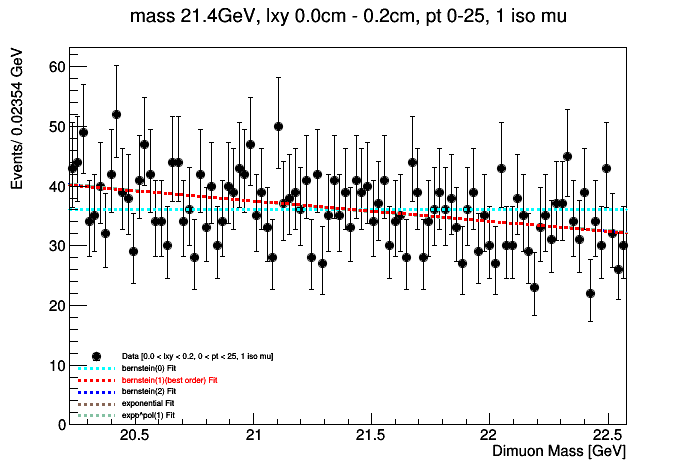 mass 21.4GeV, lxy 0.0cm - 0.2cm, pt 0-25, 1 iso mu
Events/ 0.02354 GeV
60
50
40
30
20
10
0
Data [0.0 < lxy < 0.2, 0 < pt < 25, 1 iso mu]
bernstein(0) Fit
bernstein(1)(best order) Fit
bernstein(2) Fit
exponential Fit
expp^pol(1) Fit
20.5 21 21.5 22 22.5
Dimuon Mass [GeV]